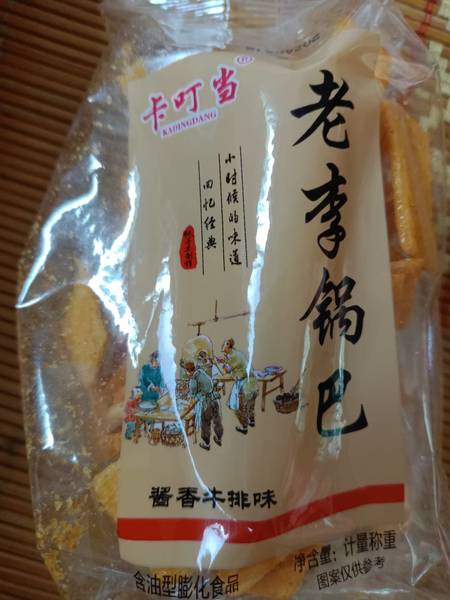 卡叮当®
KADINGDANG
老李锅巴
小时候的味道
回忆经典
酱香牛排味
含油型膨化食品
净含量：计量称重
图案仅供参考